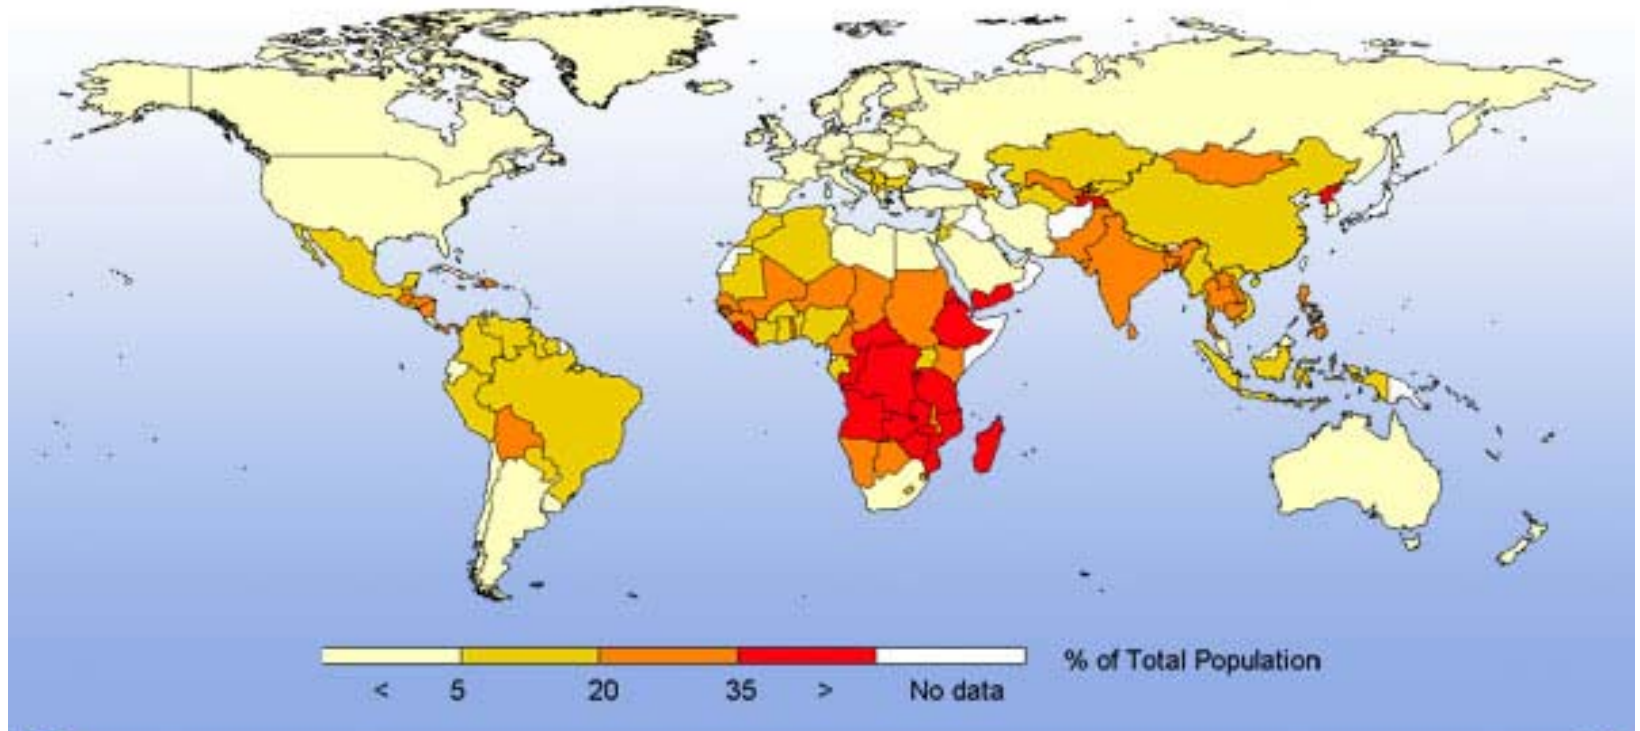 % of Total Population
< 5 20 35 > No data